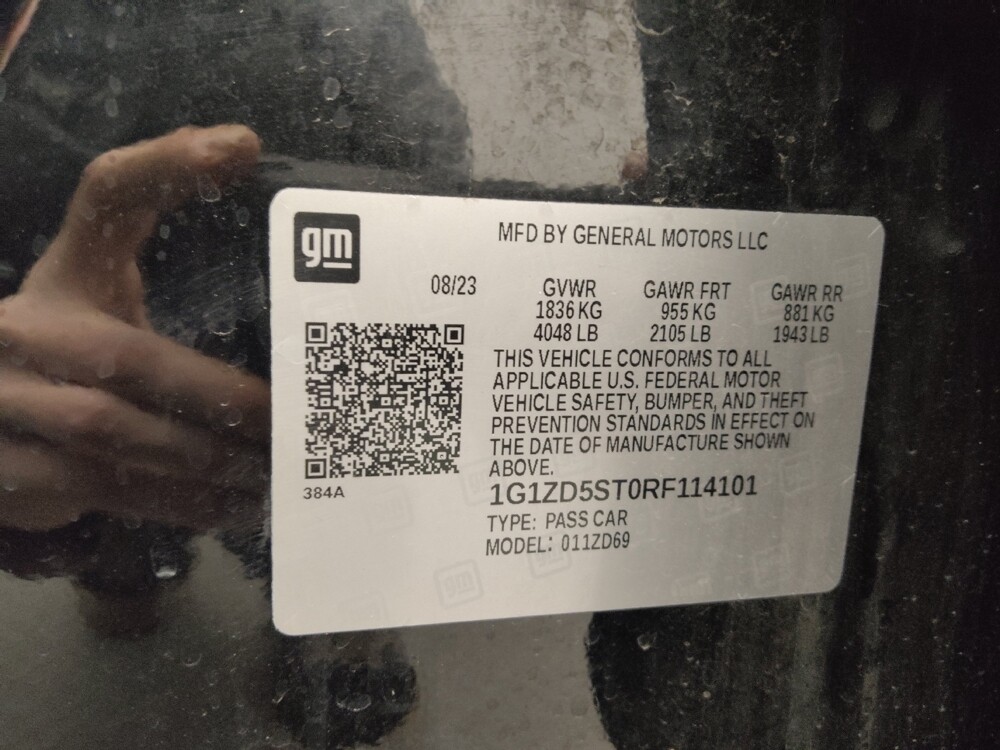 gm
MFD BY GENERAL MOTORS LLC
08/23 GVWR GAWR FRT GAWR RR
1836 KG 955 KG 881 KG
4048 LB 2105 LB 1943 LB
THIS VEHICLE CONFORMS TO ALL
APPLICABLE U.S. FEDERAL MOTOR
VEHICLE SAFETY, BUMPER, AND THEFT
PREVENTION STANDARDS IN EFFECT ON
THE DATE OF MANUFACTURE SHOWN
ABOVE.
384A
1G1ZD5ST0RF114101
TYPE: PASS CAR
MODEL: 011ZD69